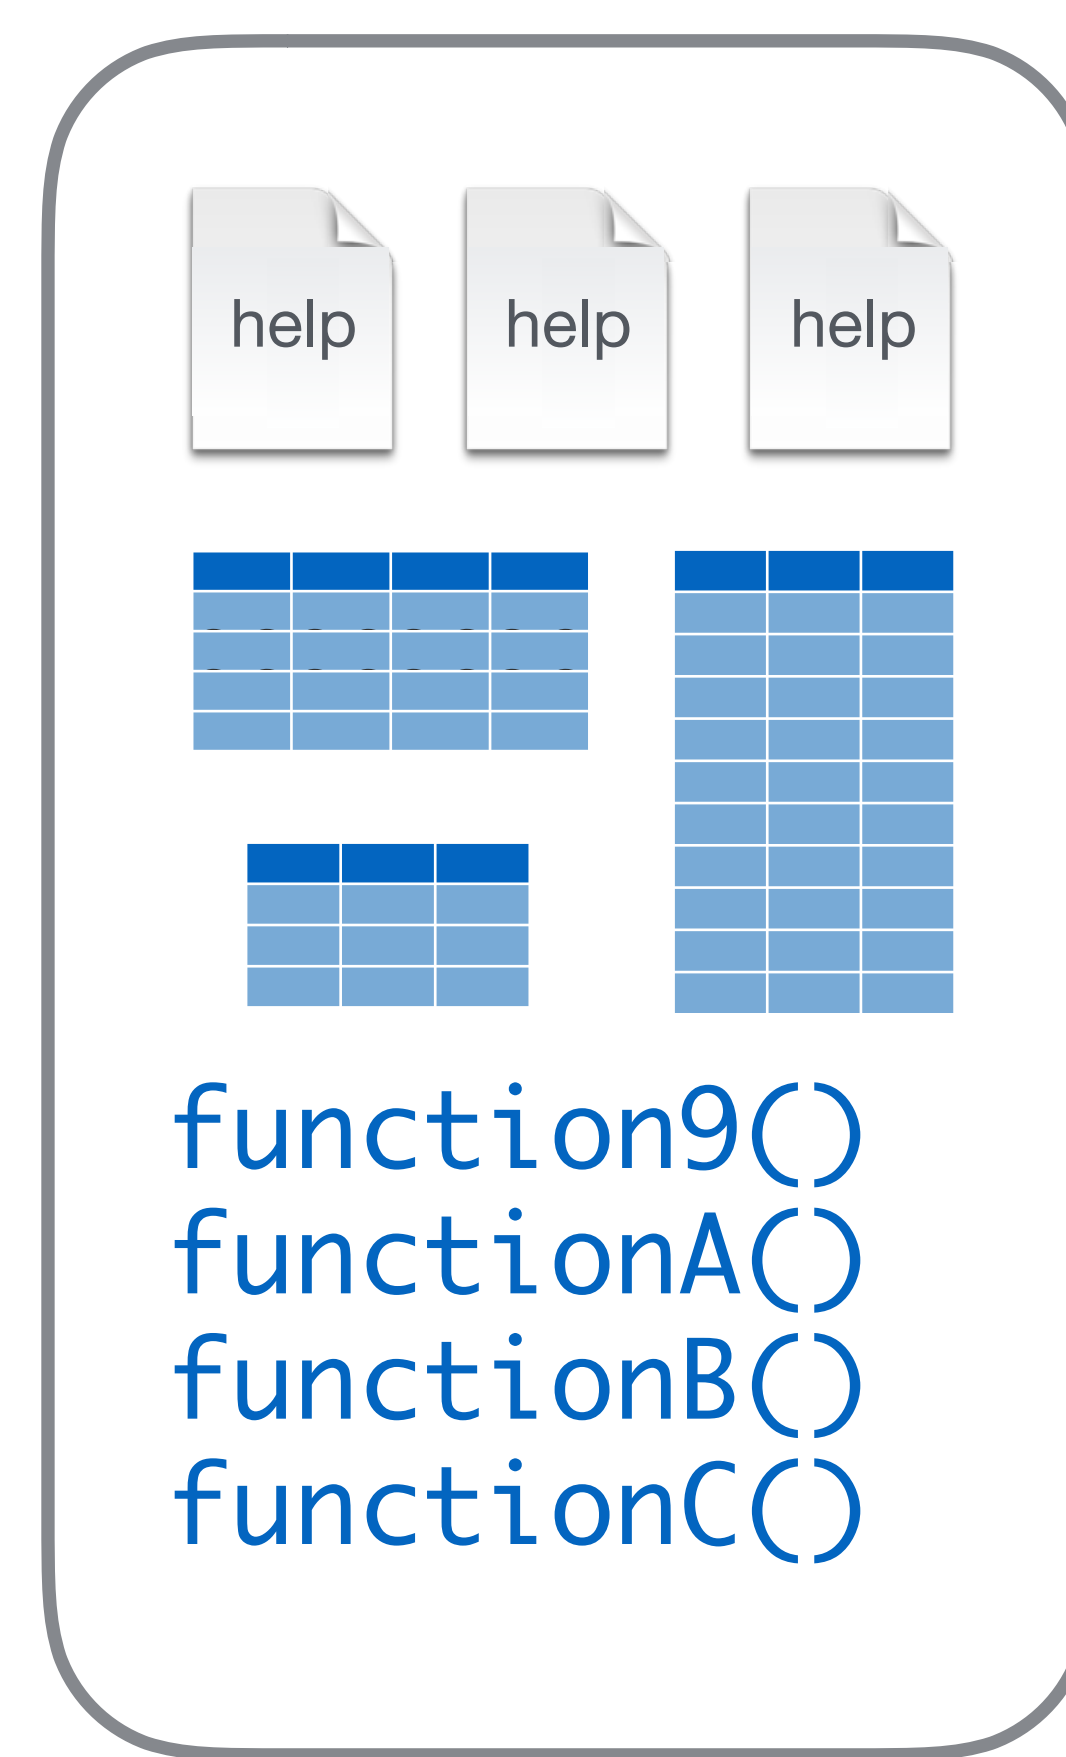 help help help
function9()
functionA()
functionB()
functionC()